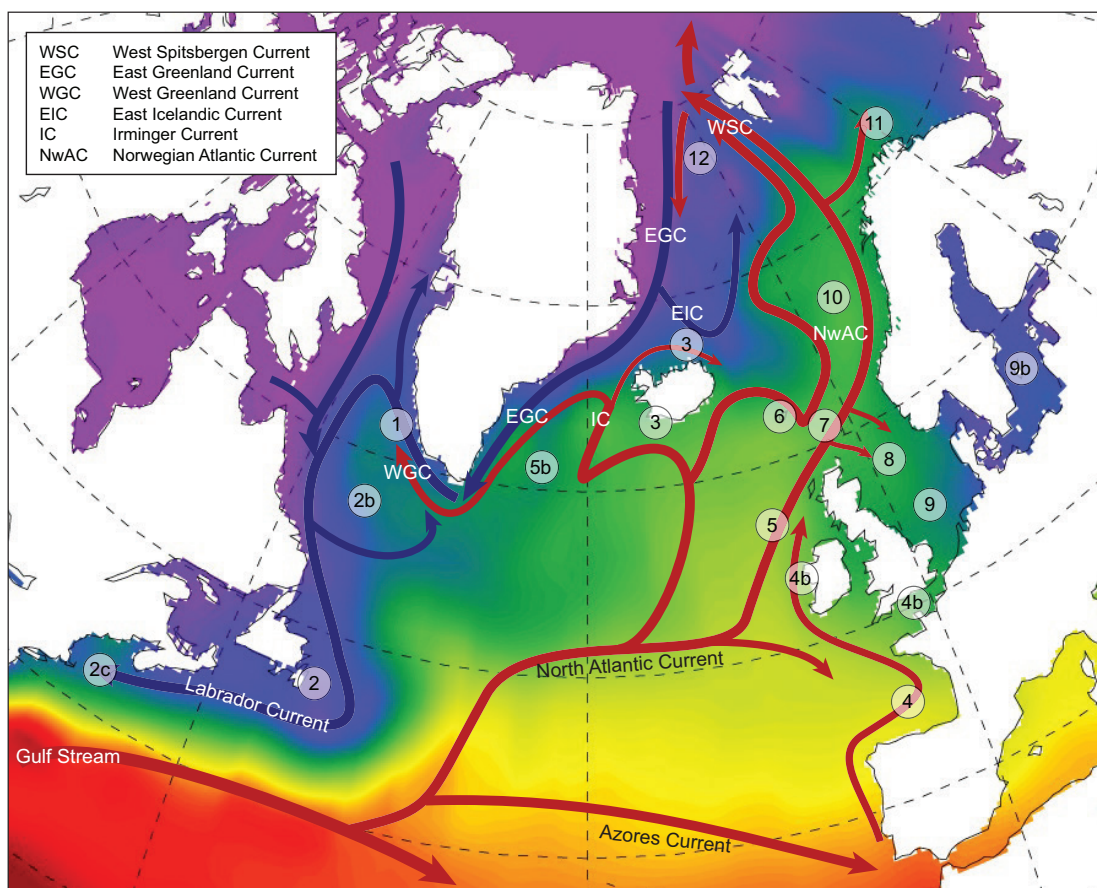 WSC West Spitsbergen Current
EGC East Greenland Current
WGC West Greenland Current
EIC East Icelandic Current
IC Irminger Current
NwAC Norwegian Atlantic Current
WSC
11
12
EGC
10
EIC
NwAC
3
9b
EGC
IC
3
6
7
1
8
WGC
5b
2b
9
5
4b
4b
North Atlantic Current
2c
2
Labrador Current
4
Gulf Stream
Azores Current